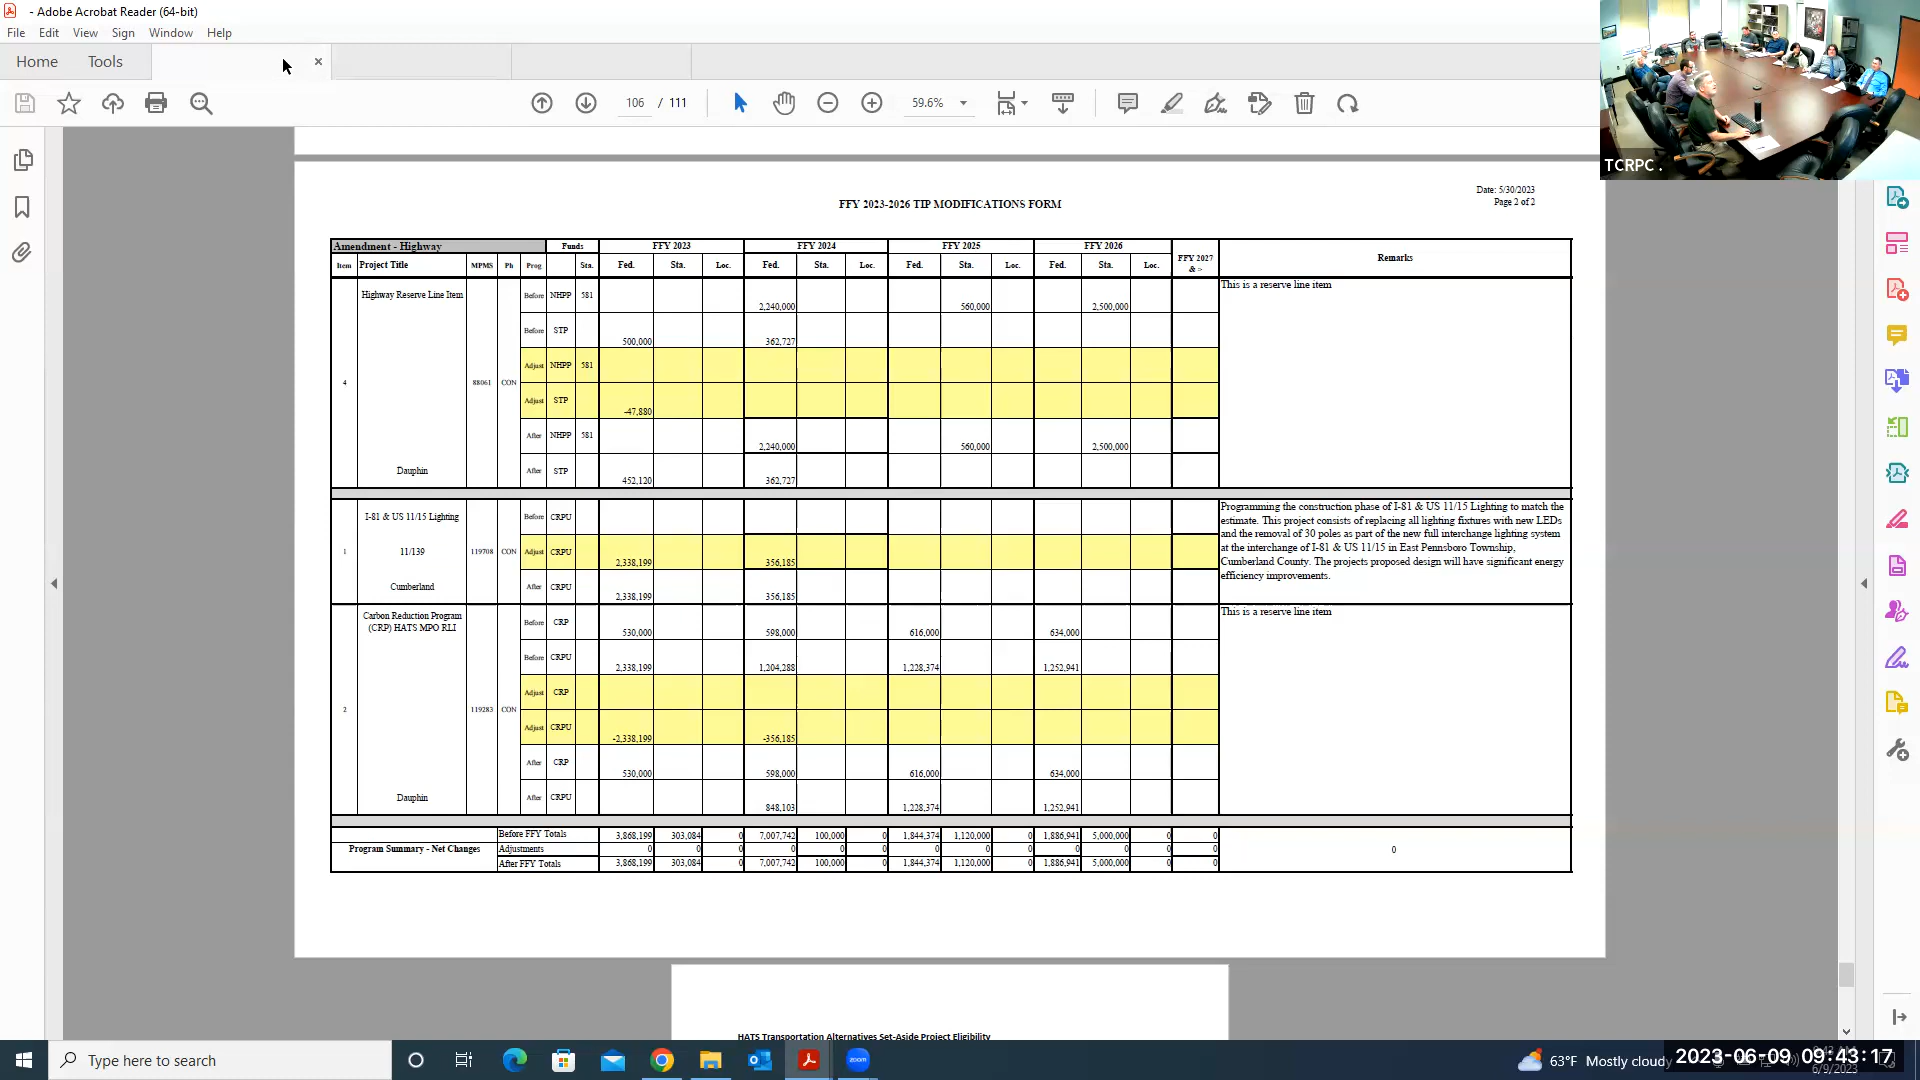 - Adobe Acrobat Reader (64-bit)
File Edit View Sign Window Help
Home Tools
106 / 111 59.6%
TCRPC .
Date: 5/30/2023
Page 2 of 2
FFY 2023-2026 TIP MODIFICATIONS FORM
Amendment - Highway Funds FFY 2023 FFY 2024 FFY 2025 FFY 2026 FFY 2027 & > Remarks
Item Project Title MPMS Ph Prog Sta. Fed. Sta. Loc. Fed. Sta. Loc. Fed. Sta. Loc. Fed. Sta. Loc.
4 Highway Reserve Line Item Dauphin 88061 CON
Before NHPP 581 2,240,000 560,000 2,500,000
This is a reserve line item
Before STP 500,000 362,727
Adjust NHPP 581
Adjust STP -47,880
After NHPP 581 2,240,000 560,000 2,500,000
After STP 452,120 362,727
1 I-81 & US 11/15 Lighting 11/139 Cumberland 119708 CON
Before CRPU
Adjust CRPU 2,338,199 356,185
After CRPU 2,338,199 356,185
Programming the construction phase of I-81 & US 11/15 Lighting to match the
estimate. This project consists of replacing all lighting fixtures with new LEDs
and the removal of 30 poles as part of the new full interchange lighting system
at the interchange of I-81 & US 11/15 in East Pennsboro Township,
Cumberland County. The projects proposed design will have significant energy
efficiency improvements.
2 Carbon Reduction Program
(CRP) HATS MPO RLI
Dauphin 119283 CON
Before CRP 530,000 598,000 616,000 634,000
This is a reserve line item
Before CRPU 2,338,199 1,204,288 1,228,374 1,252,941
Adjust CRP
Adjust CRPU -2,338,199 -356,185
After CRP 530,000 598,000 616,000 634,000
After CRPU 848,103 1,228,374 1,252,941
Program Summary - Net Changes
Before FFY Totals 3,868,199 303,084 0 7,007,742 100,000 0 1,844,374 1,120,000 0 1,886,941 5,000,000 0 0
Adjustments 0 0 0 0 0 0 0 0 0 0 0 0 0
0
After FFY Totals 3,868,199 303,084 0 7,007,742 100,000 0 1,844,374 1,120,000 0 1,886,941 5,000,000 0 0
HATS Transportation Alternatives Set-Aside Project Eligibility
Type here to search
zoom
63°F Mostly cloudy
2023-06-09 09:43:17
6/9/2023